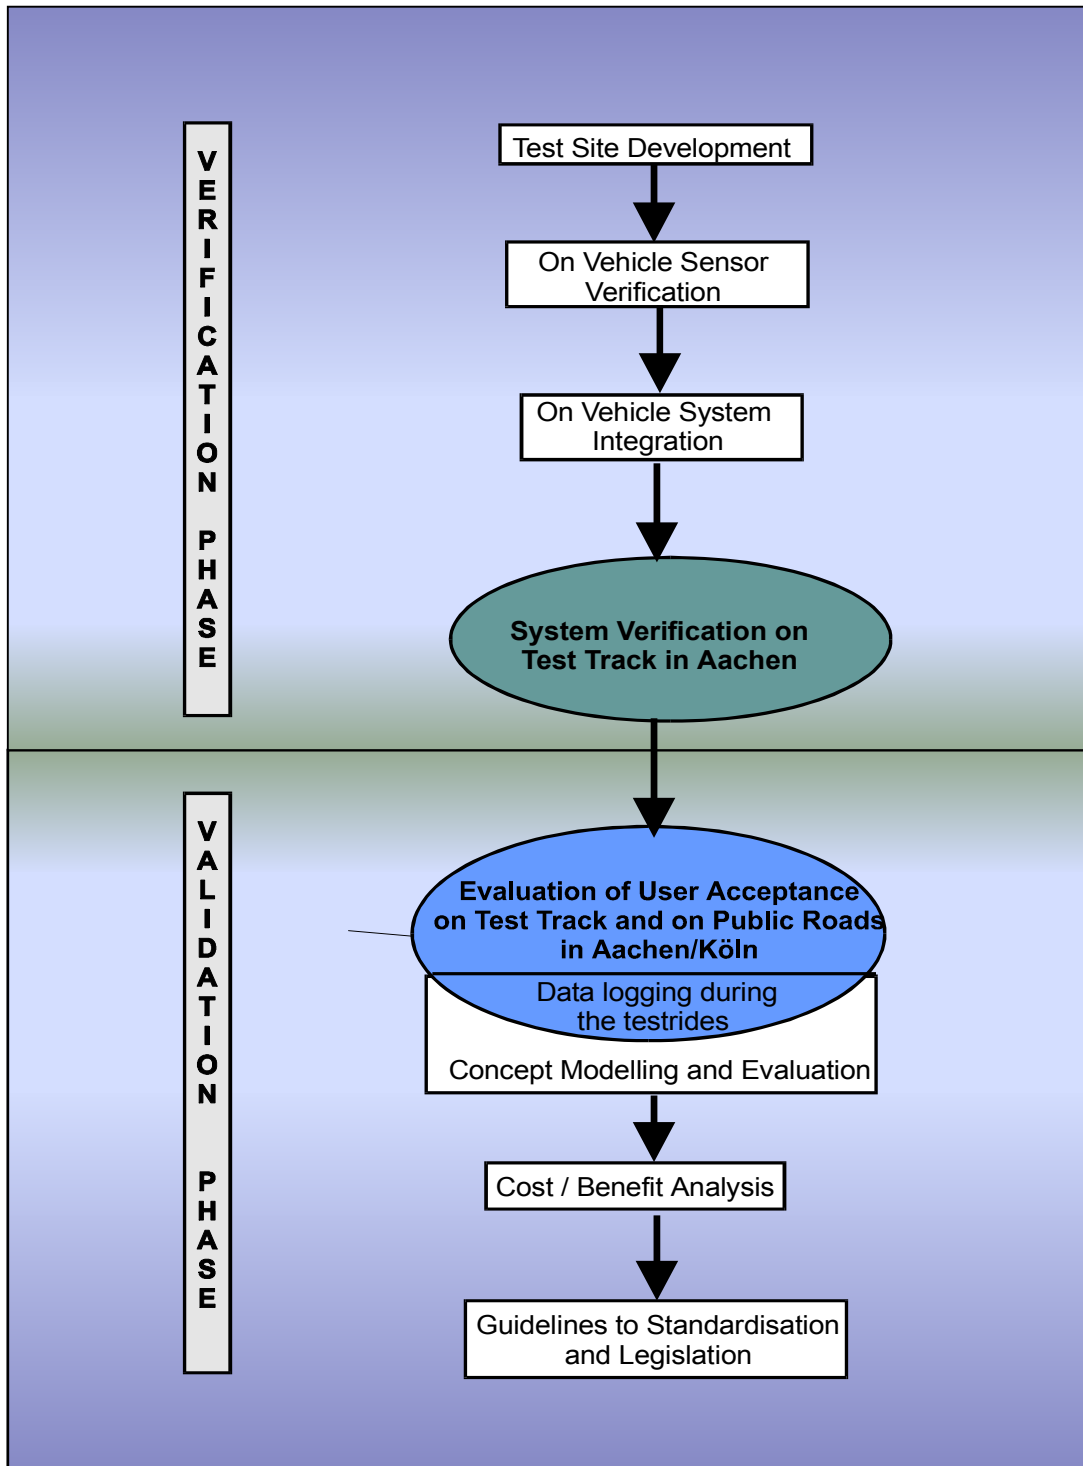 VERIFICATION PHASE
Test Site Development
On Vehicle Sensor
Verification
On Vehicle System
Integration
System Verification on
Test Track in Aachen
VALIDATION PHASE
Evaluation of User Acceptance
on Test Track and on Public Roads
in Aachen/Köln
Data logging during
the testrides
Concept Modelling and Evaluation
Cost / Benefit Analysis
Guidelines to Standardisation
and Legislation